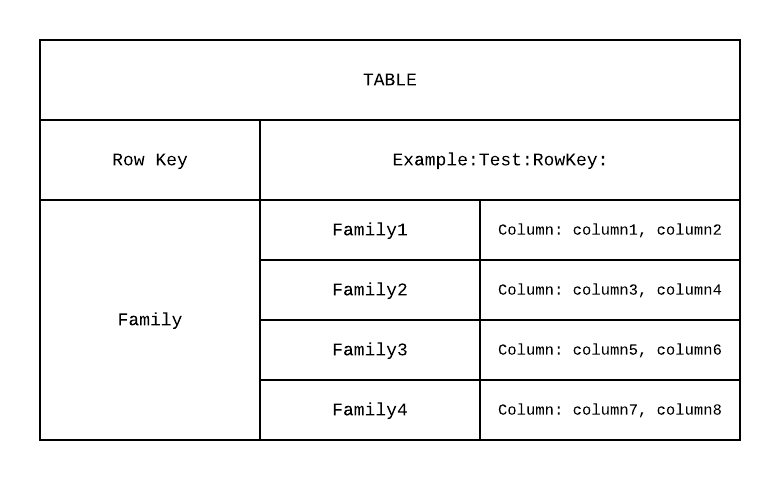 TABLE
Row Key
Example:Test:RowKey:
Family
Family1
Column: column1, column2
Family2
Column: column3, column4
Family3
Column: column5, column6
Family4
Column: column7, column8